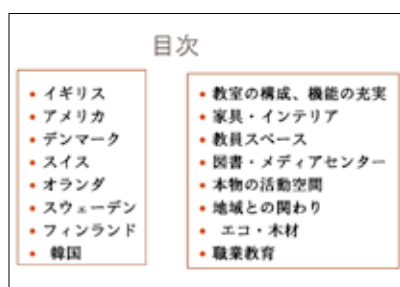 目次
• イギリス
• アメリカ
• デンマーク
• スイス
• オランダ
• スウェーデン
• フィンランド
• 韓国
• 教室の構成、機能の充実
• 家具・インテリア
• 教員スペース
• 図書・メディアセンター
• 本物の活動空間
• 地域との関わり
• エコ・木材
• 職業教育